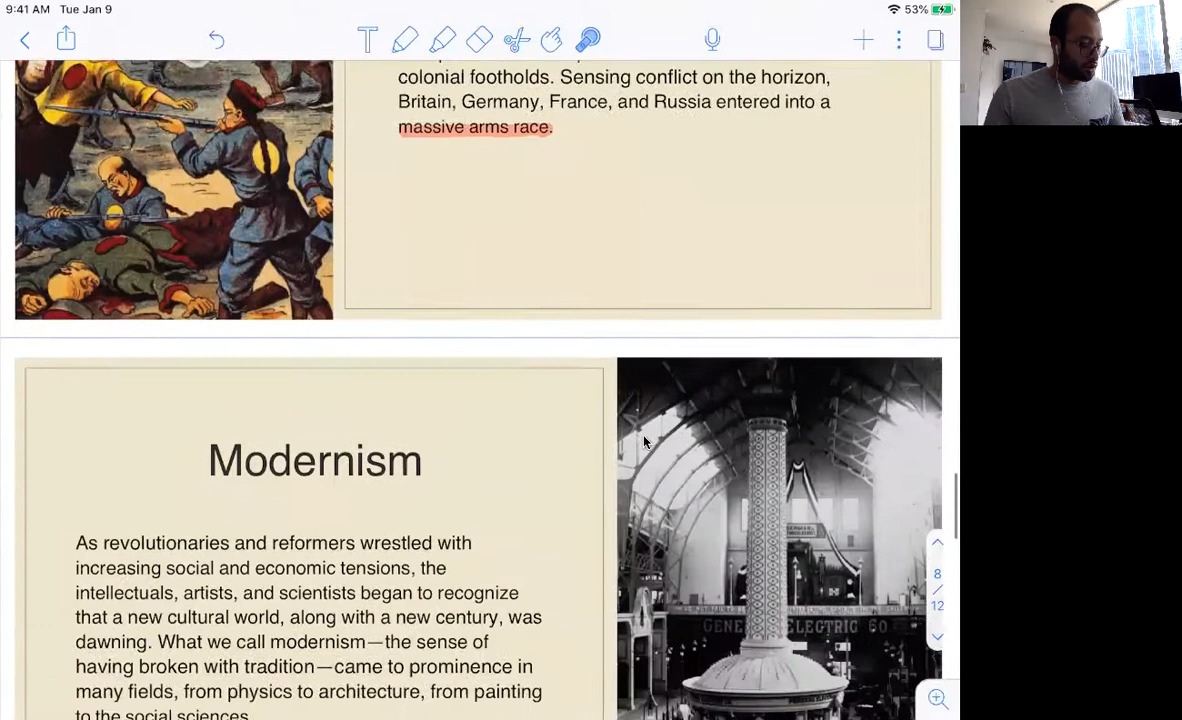 9:41 AM Tue Jan 9
53%
T
colonial footholds. Sensing conflict on the horizon,
Britain, Germany, France, and Russia entered into a
massive arms race.
Modernism
As revolutionaries and reformers wrestled with
increasing social and economic tensions, the
intellectuals, artists, and scientists began to recognize
that a new cultural world, along with a new century, was
dawning. What we call modernism—the sense of
having broken with tradition—came to prominence in
many fields, from physics to architecture, from painting
to the social sciences.
GENERAL ELECTRIC CO
8
/
12